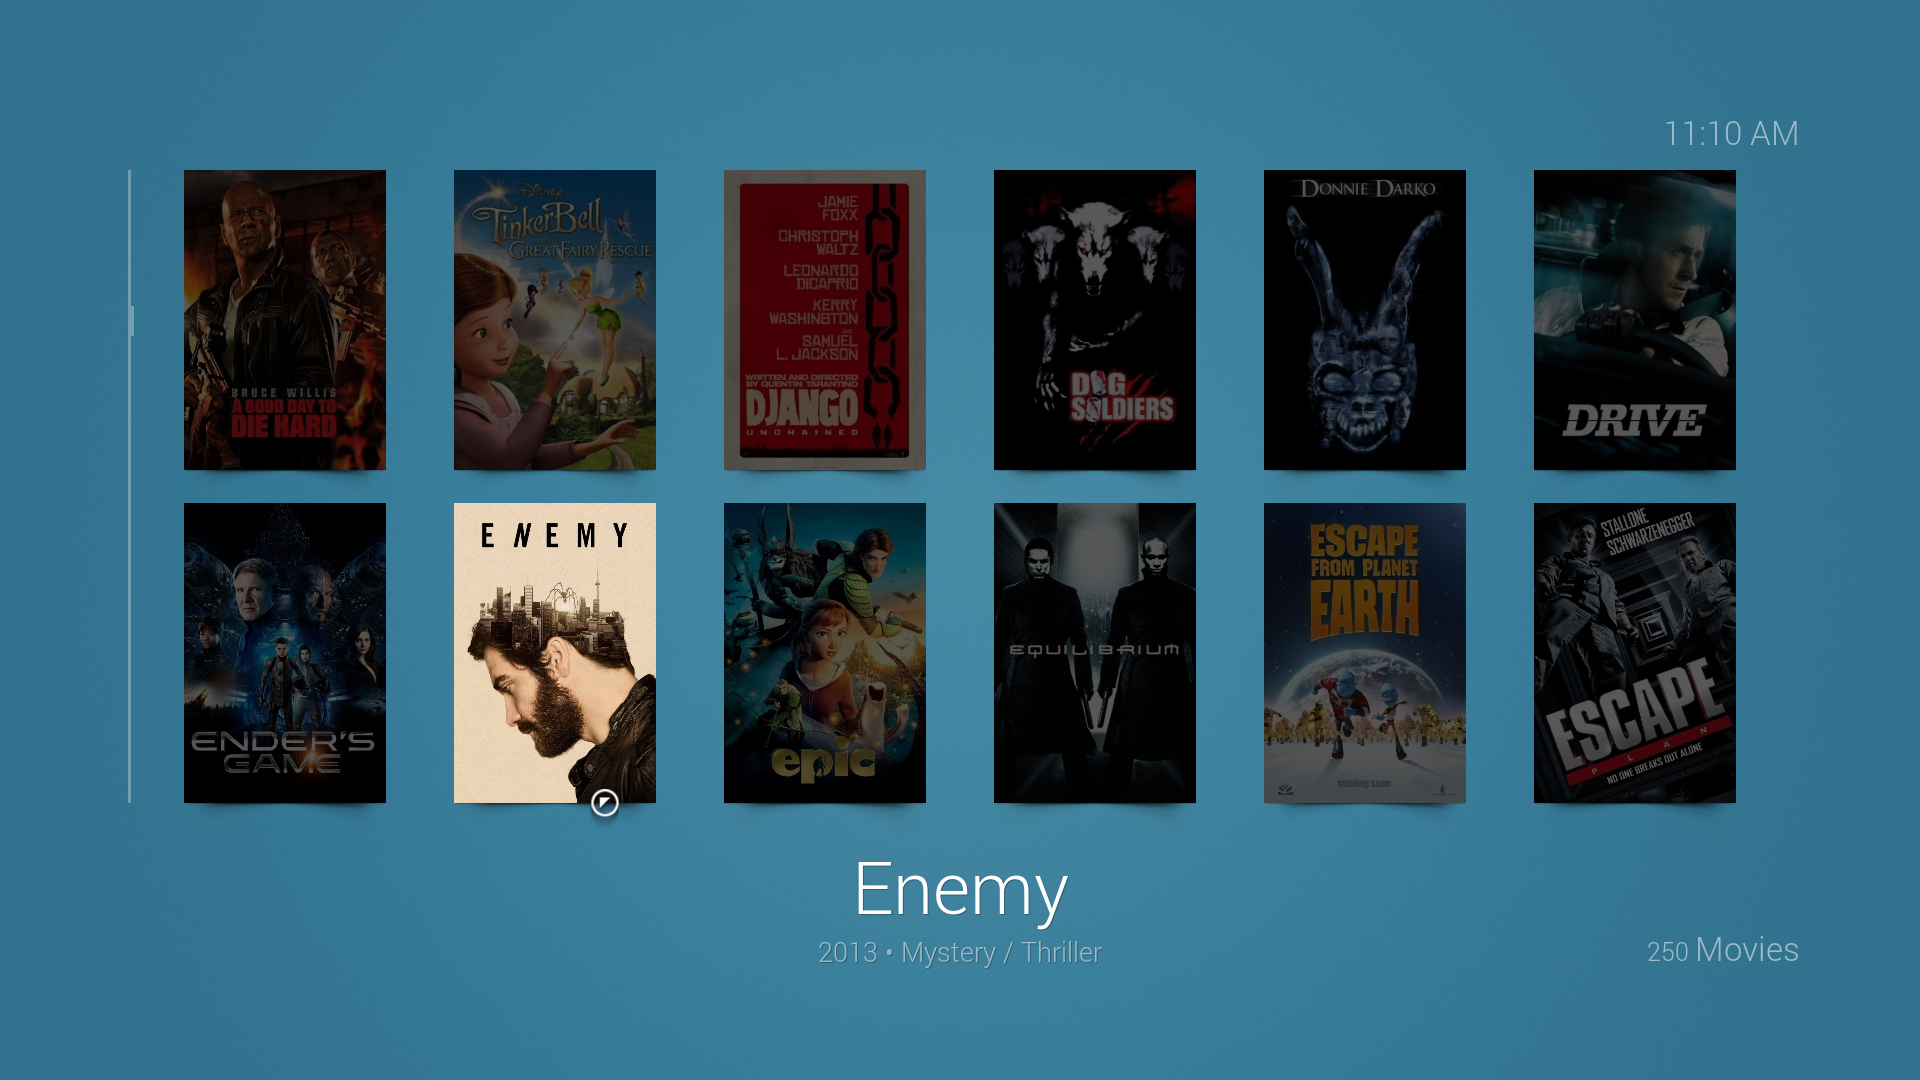 11:10 AM
BRUCE WILLIS
A GOOD DAY TO
DIE HARD
Disney
TinkerBell
GREAT FAIRY RESCUE
JAMIE
FOXX
CHRISTOPH
WALTZ
LEONARDO
DICAPRIO
KERRY
WASHINGTON
AND
SAMUEL
L. JACKSON
WRITTEN AND DIRECTED
BY QUENTIN TARANTINO
DJANGO
UNCHAINED
DOG
SOLDIERS
DONNIE DARKO
DRIVE
ENDER'S
GAME
ENEMY
epic
EQUILIBRIUM
ESCAPE
FROM PLANET
EARTH
coming soon
STALLONE
SCHWARZENEGGER
ESCAPE
PLAN
NO ONE BREAKS OUT ALONE
Enemy
2013 • Mystery / Thriller
250 Movies